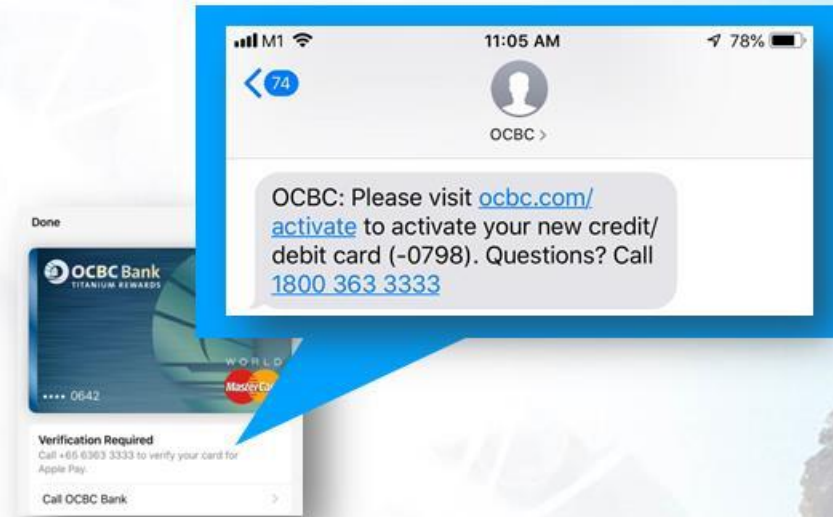 M1 11:05 AM 78%
74
OCBC >
OCBC: Please visit ocbc.com/
activate to activate your new credit/
debit card (-0798). Questions? Call
1800 363 3333
Done
OCBC Bank
TITANIUM REWARDS
WORLD
MasterCard
•••• 0642
Verification Required
Call +65 6363 3333 to verify your card for
Apple Pay.
Call OCBC Bank >